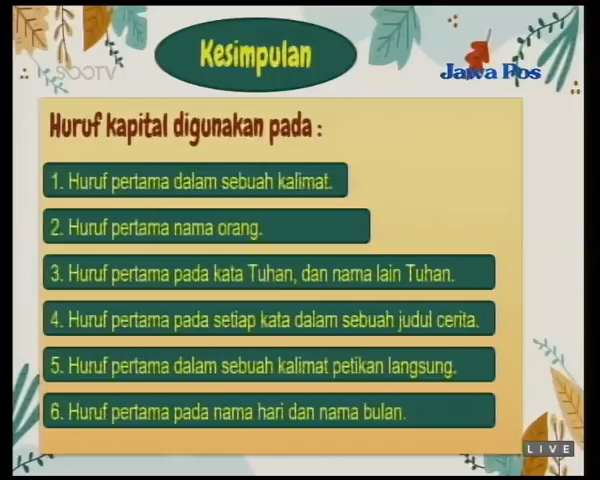 Kesimpulan
SBOTV
Jawa Pos
Huruf kapital digunakan pada :
1. Huruf pertama dalam sebuah kalimat.
2. Huruf pertama nama orang.
3. Huruf pertama pada kata Tuhan, dan nama lain Tuhan.
4. Huruf pertama pada setiap kata dalam sebuah judul cerita.
5. Huruf pertama dalam sebuah kalimat petikan langsung.
6. Huruf pertama pada nama hari dan nama bulan.
LIVE